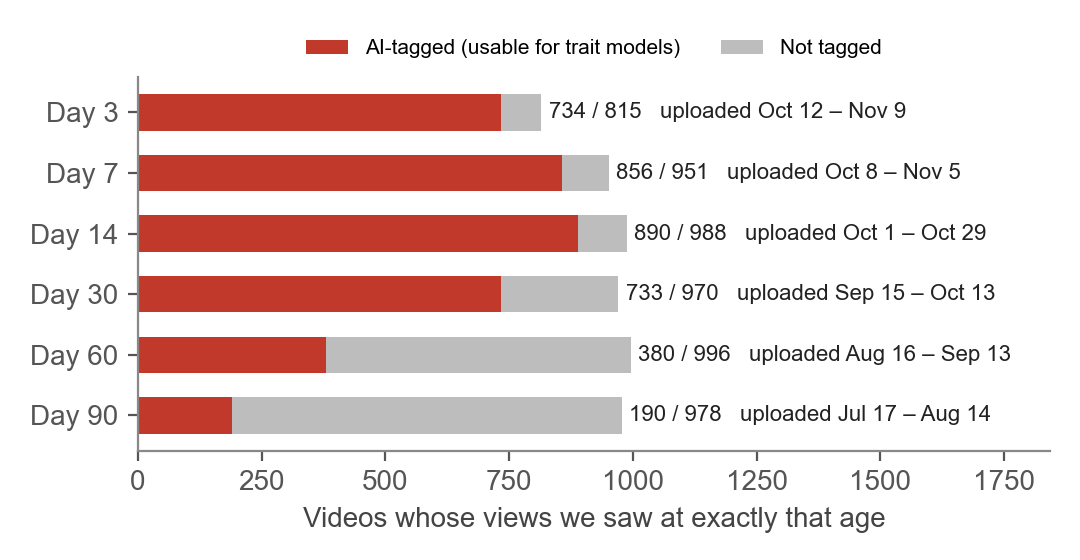 AI-tagged (usable for trait models) Not tagged
Day 3 734 / 815 uploaded Oct 12 – Nov 9
Day 7 856 / 951 uploaded Oct 8 – Nov 5
Day 14 890 / 988 uploaded Oct 1 – Oct 29
Day 30 733 / 970 uploaded Sep 15 – Oct 13
Day 60 380 / 996 uploaded Aug 16 – Sep 13
Day 90 190 / 978 uploaded Jul 17 – Aug 14
0 250 500 750 1000 1250 1500 1750
Videos whose views we saw at exactly that age